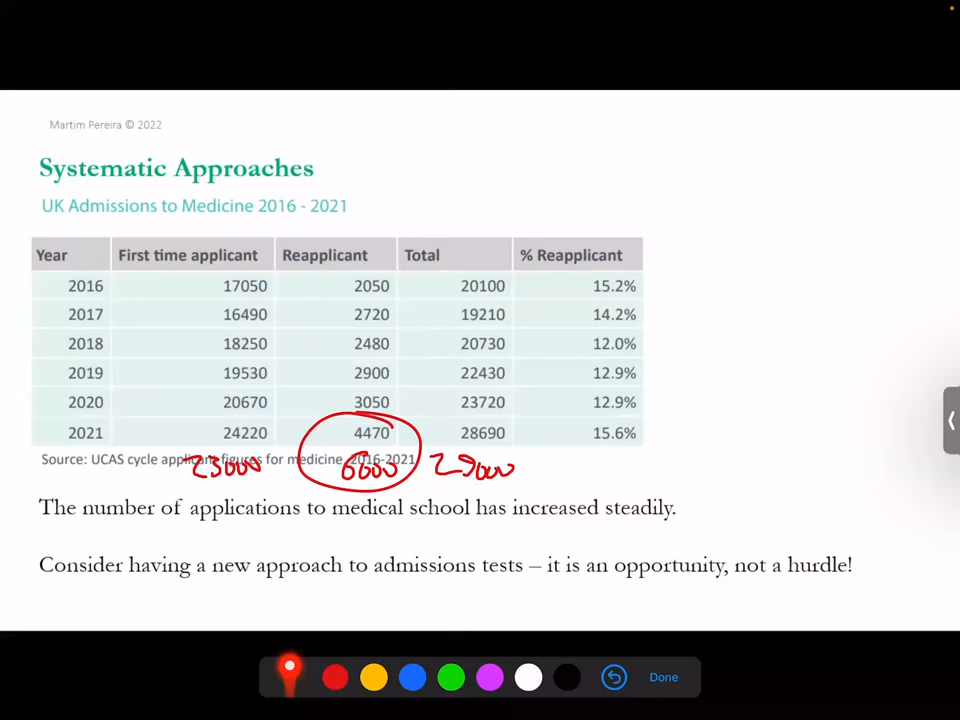 Martim Pereira © 2022
Systematic Approaches
UK Admissions to Medicine 2016 - 2021
Year First time applicant Reapplicant Total % Reapplicant
2016 17050 2050 20100 15.2%
2017 16490 2720 19210 14.2%
2018 18250 2480 20730 12.0%
2019 19530 2900 22430 12.9%
2020 20670 3050 23720 12.9%
2021 24220 4470 28690 15.6%
Source: UCAS cycle applicant figures for medicine, 2016-2021
23000 6000 29000
The number of applications to medical school has increased steadily.
Consider having a new approach to admissions tests – it is an opportunity, not a hurdle!
Done